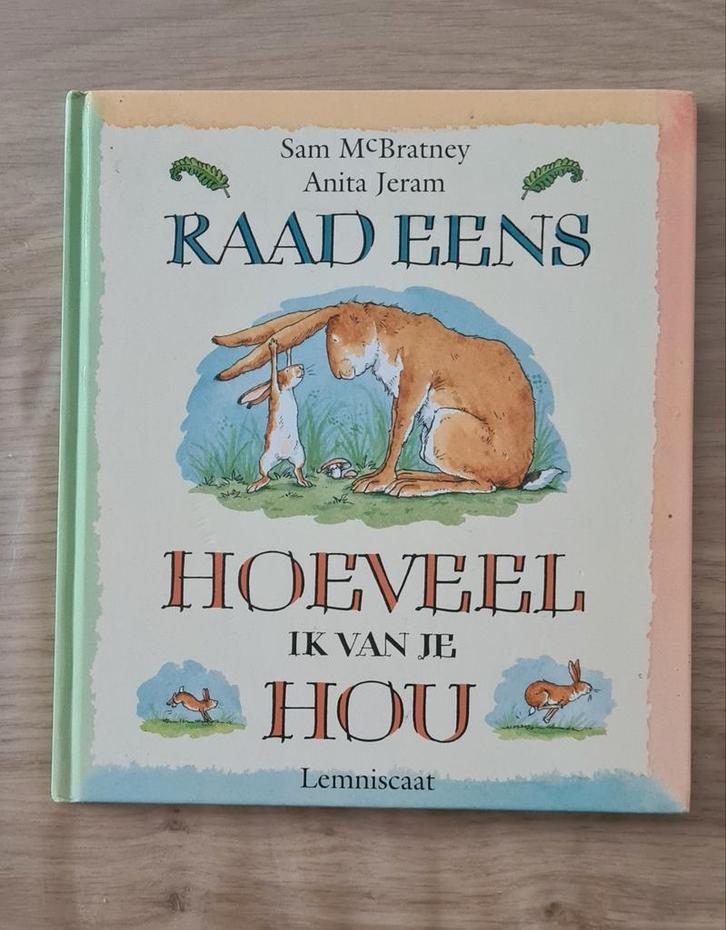 Sam McBratney
Anita Jeram
RAAD EENS
HOEVEEL
IK VAN JE
HOU
Lemniscaat